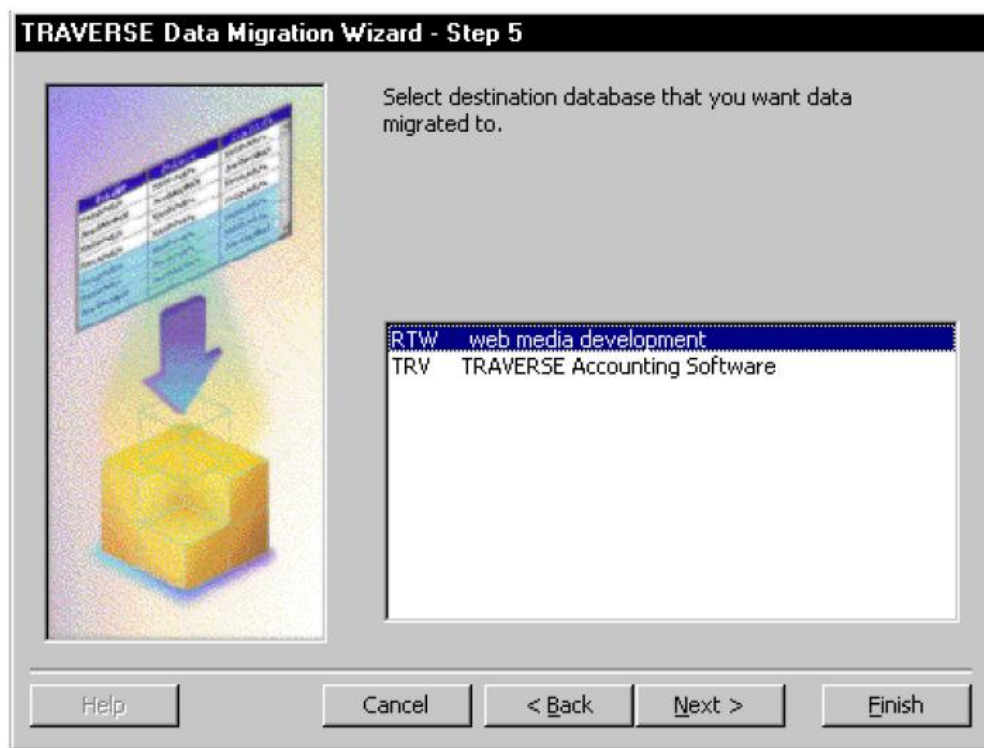 TRAVERSE Data Migration Wizard - Step 5
Select destination database that you want data
migrated to.
RTW web media development
TRV TRAVERSE Accounting Software
Help
Cancel
< Back
Next >
Finish